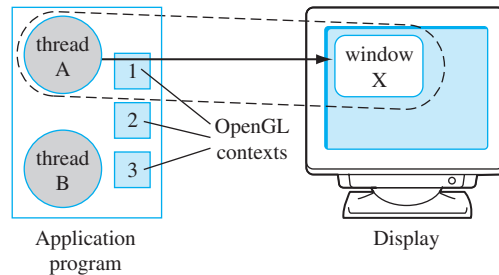 thread
A
1
window
X
2
OpenGL
contexts
thread
B
3
Application
program
Display